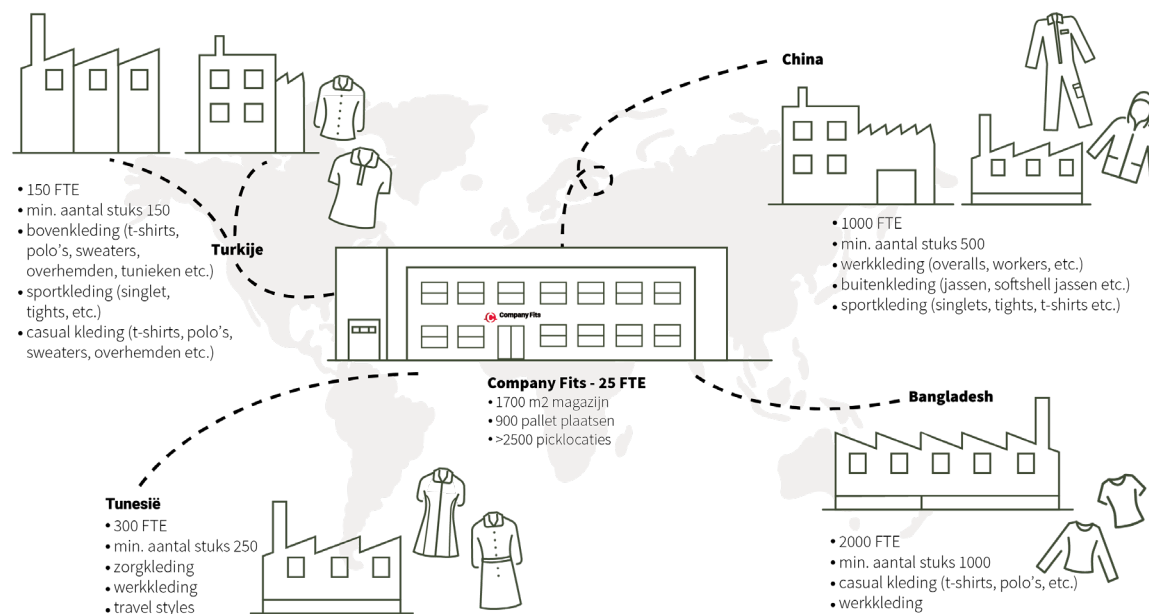 China
• 150 FTE
• min. aantal stuks 150
• bovenkleding (t-shirts,
polo's, sweaters,
overhemden, tunieken etc.)
• sportkleding (singlet,
tights, etc.)
• casual kleding (t-shirts, polo's,
sweaters, overhemden etc.)
Turkije
• 1000 FTE
• min. aantal stuks 500
• werkkleding (overalls, workers, etc.)
• buitenkleding (jassen, softshell jassen etc.)
• sportkleding (singlets, tights, t-shirts etc.)
Company Fits
Company Fits - 25 FTE
• 1700 m2 magazijn
• 900 pallet plaatsen
• >2500 picklocaties
Bangladesh
Tunesië
• 300 FTE
• min. aantal stuks 250
• zorgkleding
• werkkleding
• travel styles
• 2000 FTE
• min. aantal stuks 1000
• casual kleding (t-shirts, polo's, etc.)
• werkkleding